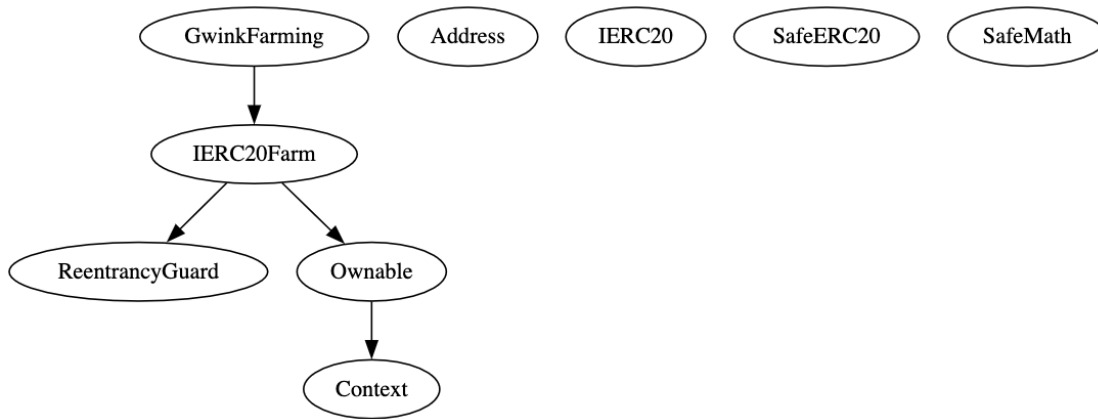 GwinkFarming
Address
IERC20
SafeERC20
SafeMath
IERC20Farm
ReentrancyGuard
Ownable
Context